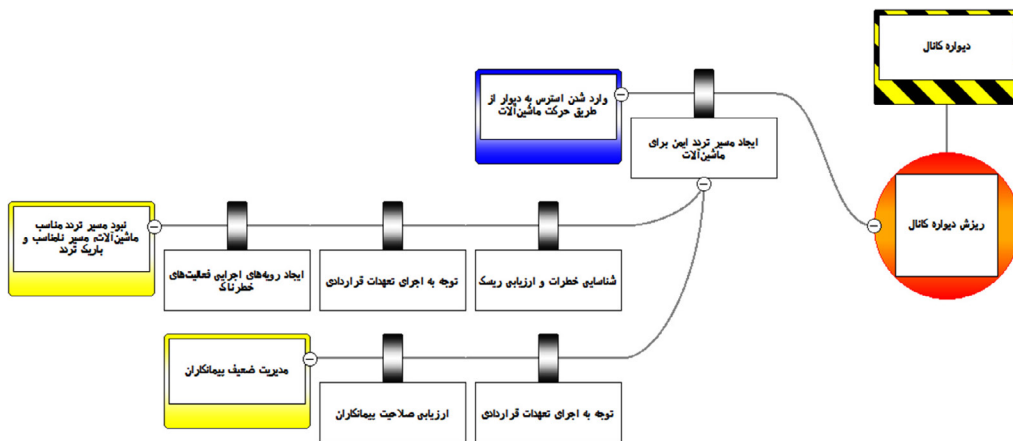 دیواره کانال
وارد شدن استرس به دیوار از
طریق حرکت ماشین‌آلات
ایجاد مسیر تردد ایمن برای
ماشین‌آلات
ریزش دیواره کانال
نبود مسیر تردد مناسب
ماشین‌آلات، مسیر نامناسب و
باریک تردد
ایجاد رویه‌های اجرایی فعالیت‌های
خطرناک
توجه به اجرای تعهدات قراردادی
شناسایی خطرات و ارزیابی ریسک
مدیریت ضعیف پیمانکاران
ارزیابی صلاحیت پیمانکاران
توجه به اجرای تعهدات قراردادی